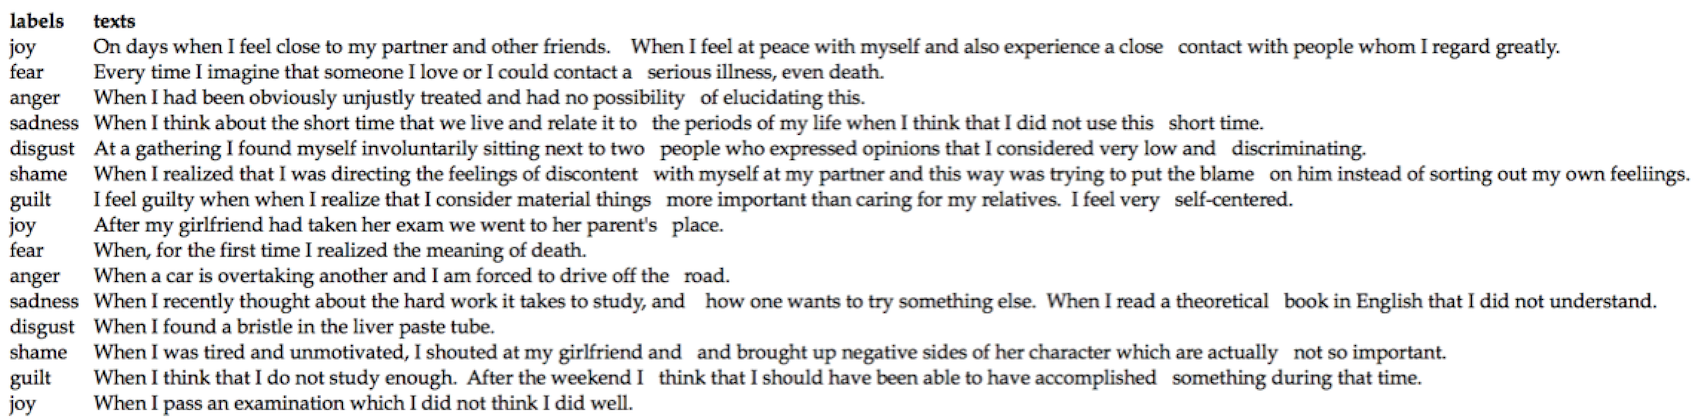 labels texts
joy On days when I feel close to my partner and other friends.   When I feel at peace with myself and also experience a close   contact with people whom I regard greatly.
fear Every time I imagine that someone I love or I could contact a   serious illness, even death.
anger When I had been obviously unjustly treated and had no possibility   of elucidating this.
sadness When I think about the short time that we live and relate it to   the periods of my life when I think that I did not use this   short time.
disgust At a gathering I found myself involuntarily sitting next to two   people who expressed opinions that I considered very low and   discriminating.
shame When I realized that I was directing the feelings of discontent   with myself at my partner and this way was trying to put the blame   on him instead of sorting out my own feeliings.
guilt I feel guilty when when I realize that I consider material things   more important than caring for my relatives.  I feel very   self-centered.
joy After my girlfriend had taken her exam we went to her parent's   place.
fear When, for the first time I realized the meaning of death.
anger When a car is overtaking another and I am forced to drive off the   road.
sadness When I recently thought about the hard work it takes to study, and   how one wants to try something else.  When I read a theoretical   book in English that I did not understand.
disgust When I found a bristle in the liver paste tube.
shame When I was tired and unmotivated, I shouted at my girlfriend and   and brought up negative sides of her character which are actually   not so important.
guilt When I think that I do not study enough.  After the weekend I   think that I should have been able to have accomplished   something during that time.
joy When I pass an examination which I did not think I did well.